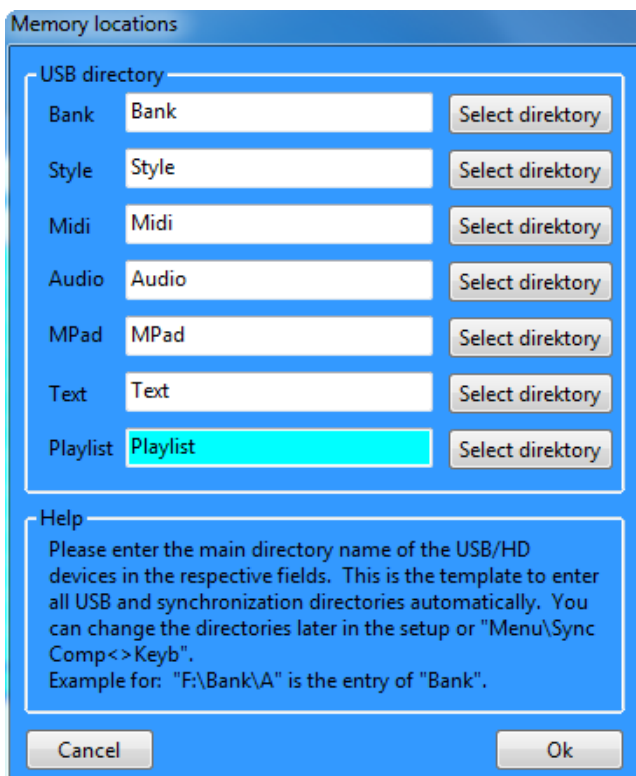 Memory locations
USB directory
Bank Bank Select direktory
Style Style Select direktory
Midi Midi Select direktory
Audio Audio Select direktory
MPad MPad Select direktory
Text Text Select direktory
Playlist Playlist Select direktory
Help
Please enter the main directory name of the USB/HD
devices in the respective fields.  This is the template to enter
all USB and synchronization directories automatically.  You
can change the directories later in the setup or "Menu\Sync
Comp<>Keyb".
Example for:  "F:\Bank\A" is the entry of "Bank".
Cancel Ok